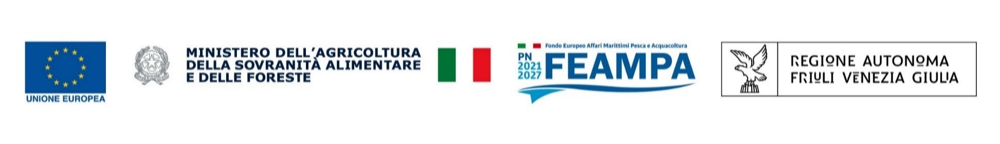 UNIONE EUROPEA
MINISTERO DELL'AGRICOLTURA
DELLA SOVRANITÀ ALIMENTARE
E DELLE FORESTE
Fondo Europeo Affari Marittimi Pesca e Acquacoltura
PN
2021
2027
FEAMPA
REGIONE AUTONOMA
FRIULI VENEZIA GIULIA